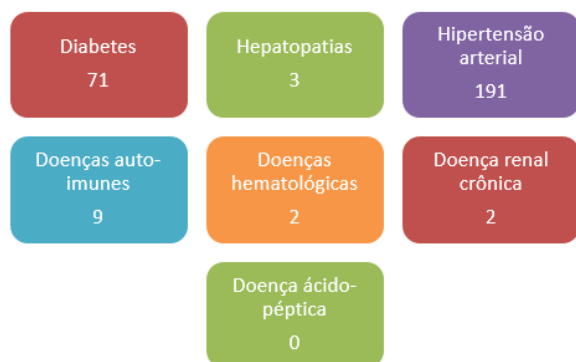 Diabetes
71
Hepatopatias
3
Hipertensão
arterial
191
Doenças auto-
imunes
9
Doenças
hematológicas
2
Doença renal
crônica
2
Doença ácido-
péptica
0